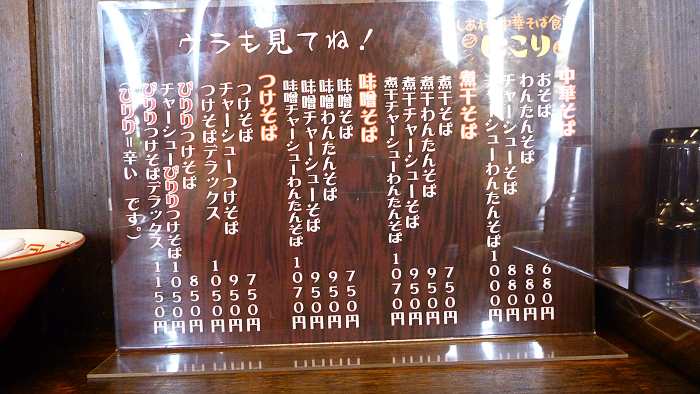 ウラも見てね!
しあわせ中華そば食
にこり
中華そば
おそば 680円
わんたんそば 880円
チャーシューそば 880円
チャーシューわんたんそば 1000円
煮干そば
煮干そば 750円
煮干わんたんそば 950円
煮干チャーシューそば 950円
煮干チャーシューわんたんそば 1070円
味噌そば
味噌そば 750円
味噌わんたんそば 950円
味噌チャーシューそば 950円
味噌チャーシューわんたんそば 1070円
つけそば
つけそば 750円
チャーシューつけそば 950円
つけそばデラックス 1050円
ぴりりつけそば 850円
チャーシューぴりりつけそば 1050円
ぴりりつけそばデラックス 1150円
(ぴりり=辛い です。)